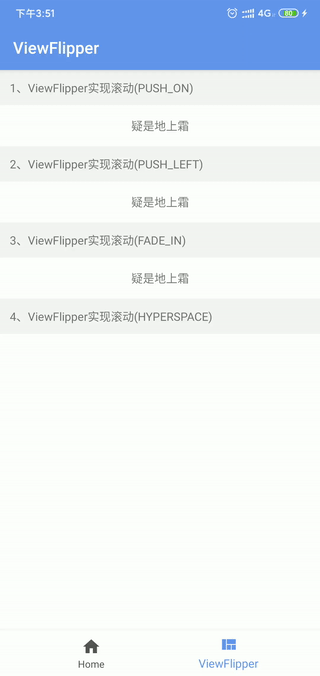 下午3:51
4G
60
ViewFlipper
1、ViewFlipper实现滚动(PUSH_ON)
疑是地上霜
2、ViewFlipper实现滚动(PUSH_LEFT)
疑是地上霜
3、ViewFlipper实现滚动(FADE_IN)
疑是地上霜
4、ViewFlipper实现滚动(HYPERSPACE)
Home
ViewFlipper